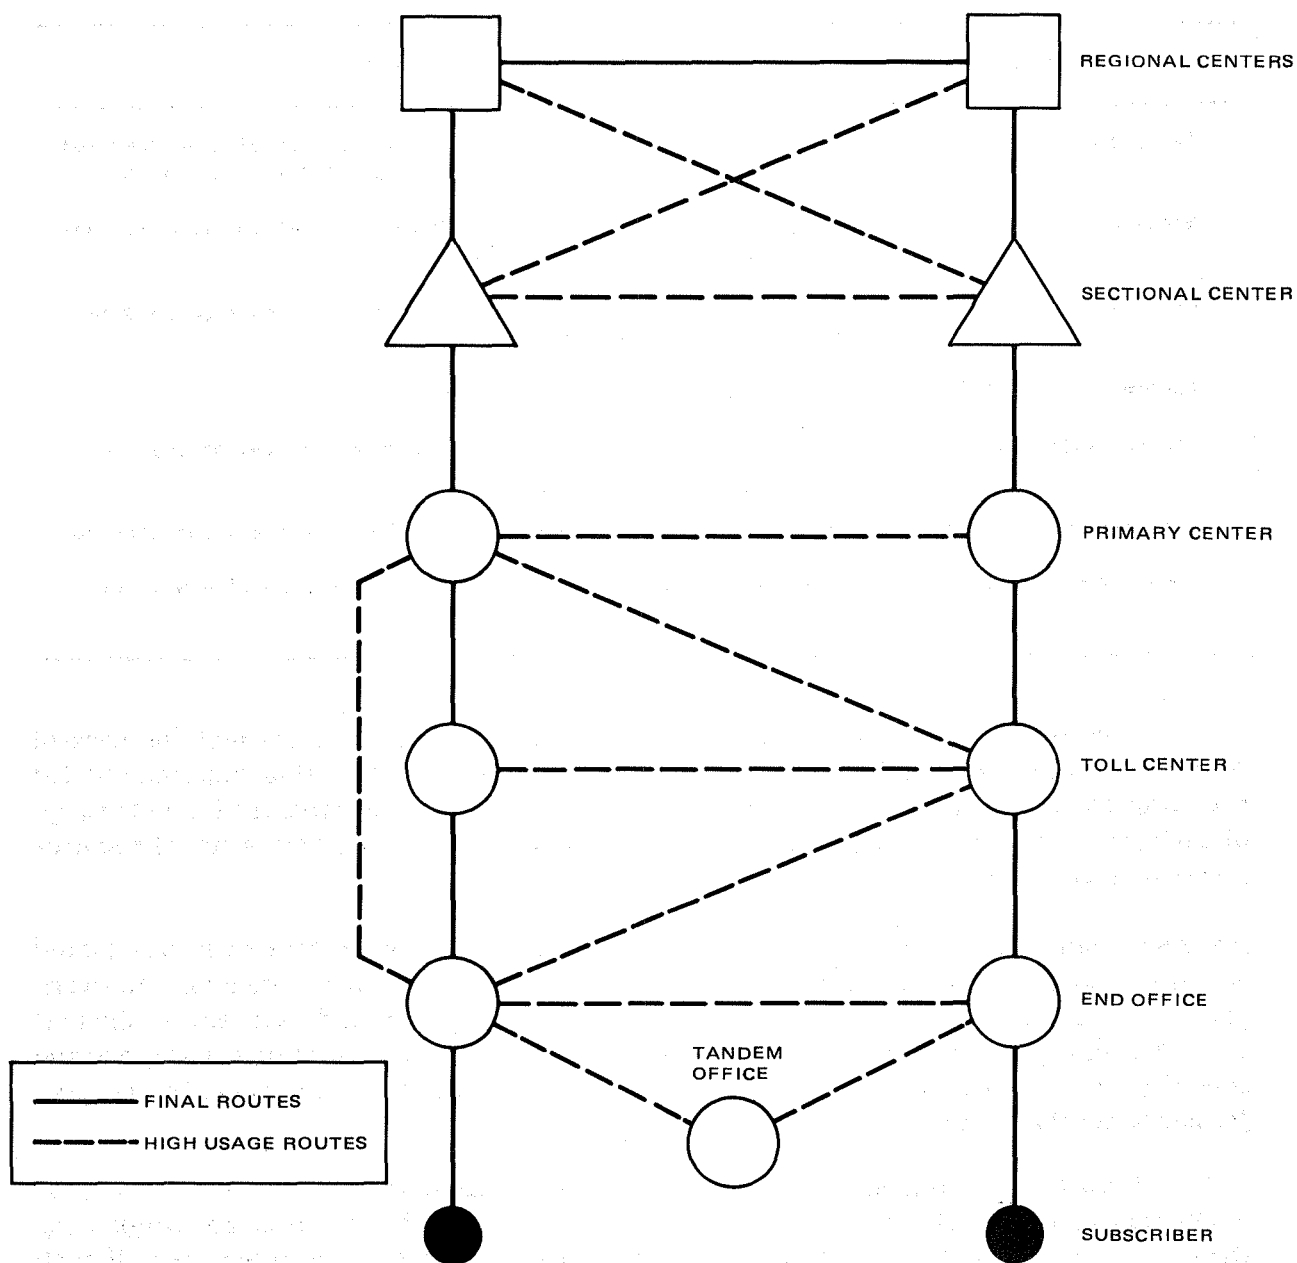 REGIONAL CENTERS
SECTIONAL CENTER
PRIMARY CENTER
TOLL CENTER
END OFFICE
TANDEM
OFFICE
FINAL ROUTES
HIGH USAGE ROUTES
SUBSCRIBER